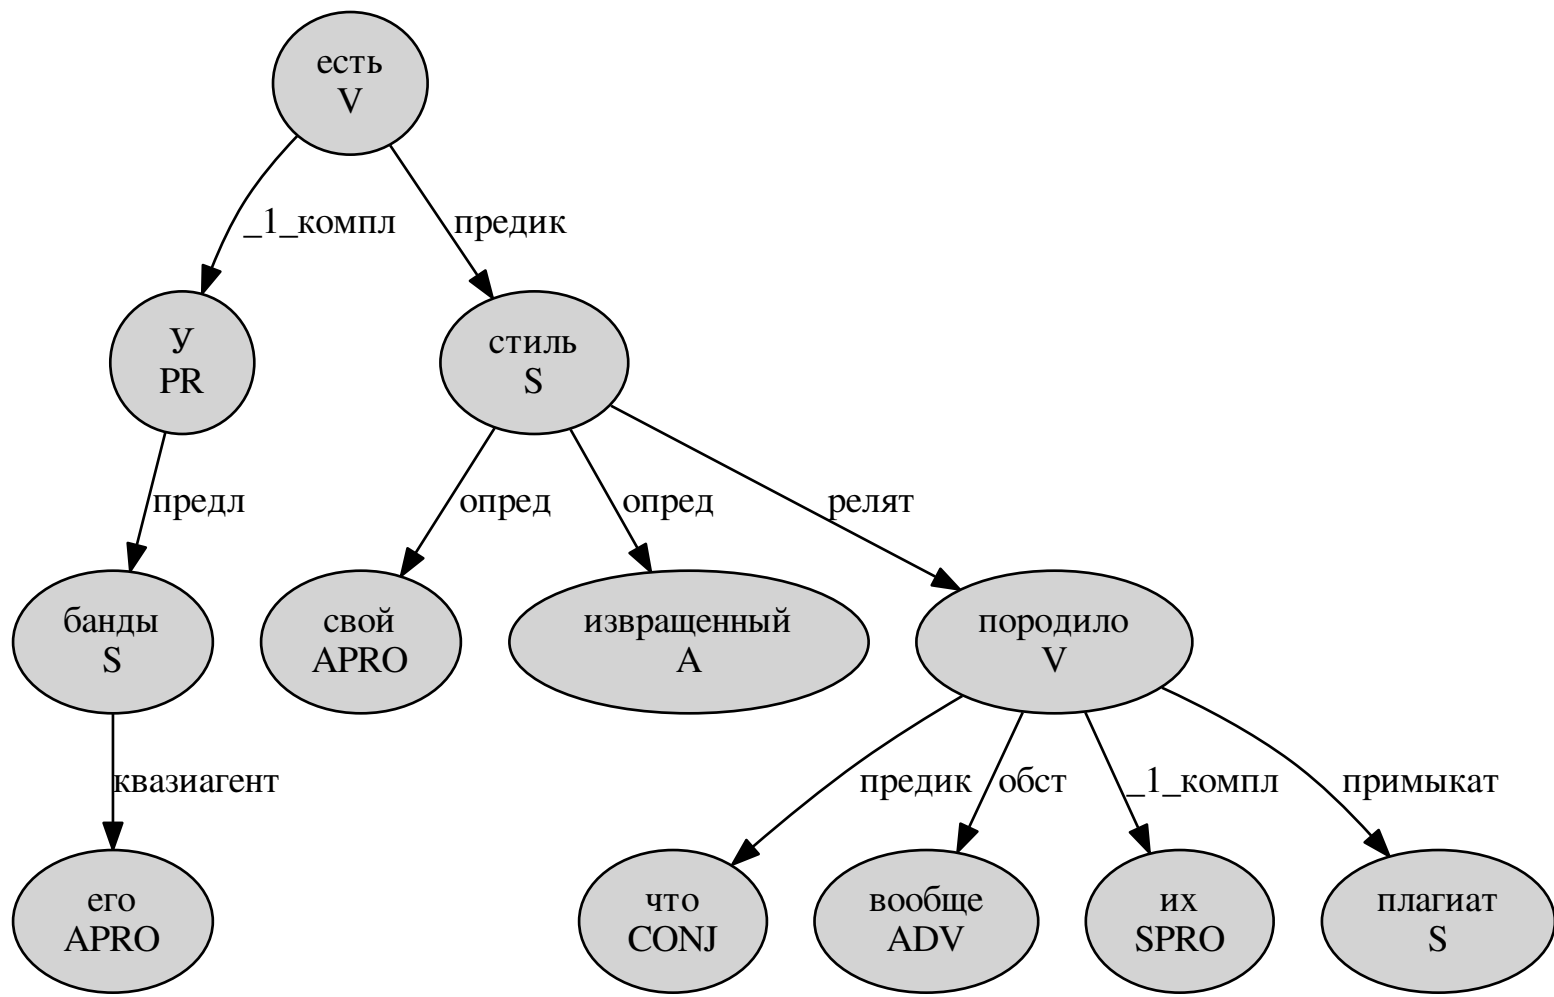 есть
V
_1_компл
предик
У
PR
стиль
S
предл
опред
опред
релят
банды
S
свой
APRO
извращенный
A
породило
V
квазиагент
предик
обст
_1_компл
примыкат
его
APRO
что
CONJ
вообще
ADV
их
SPRO
плагиат
S